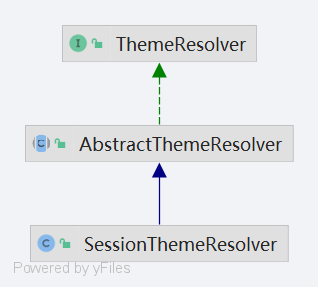 I ThemeResolver
C AbstractThemeResolver
C SessionThemeResolver
Powered by yFiles